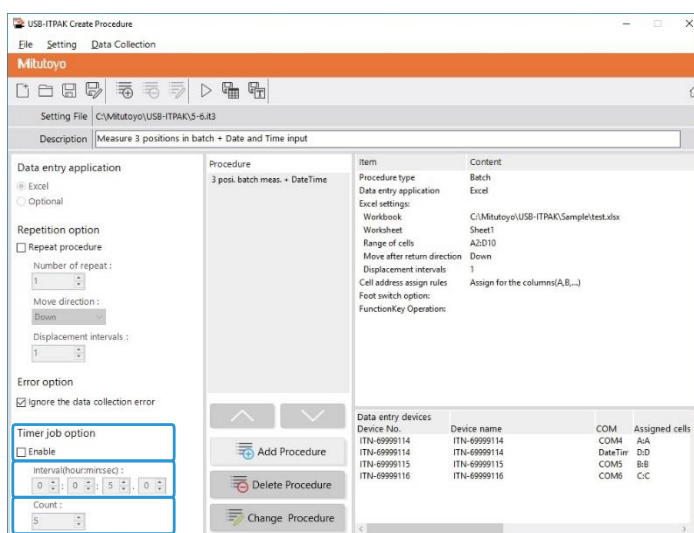 USB-ITPAK Create Procedure
File Setting Data Collection
Mitutoyo
Setting File C:\Mitutoyo\USB-ITPAK\5-6.it3
Description Measure 3 positions in batch + Date and Time input
Data entry application
Excel
Optional
Repetition option
Repeat procedure
Number of repeat :
1
Move direction :
Down
Displacement intervals :
1
Error option
Ignore the data collection error
Timer job option
Enable
Interval(hour:min:sec) :
0 : 0 : 5 . 0
Count :
5
Procedure
3 posi. batch meas. + DateTime
Add Procedure
Delete Procedure
Change Procedure
Item Content
Procedure type Batch
Data entry application Excel
Excel settings:
Workbook C:\Mitutoyo\USB-ITPAK\Sample\test.xlsx
Worksheet Sheet1
Range of cells A2:D10
Move after return direction Down
Displacement intervals 1
Cell address assign rules Assign for the columns(A,B,...)
Foot switch option:
FunctionKey Operation:
Data entry devices
Device No. Device name COM Assigned cells
ITN-69999114 ITN-69999114 COM4 A:A
ITN-69999114 ITN-69999114 DateTim D:D
ITN-69999115 ITN-69999115 COM5 B:B
ITN-69999116 ITN-69999116 COM6 C:C